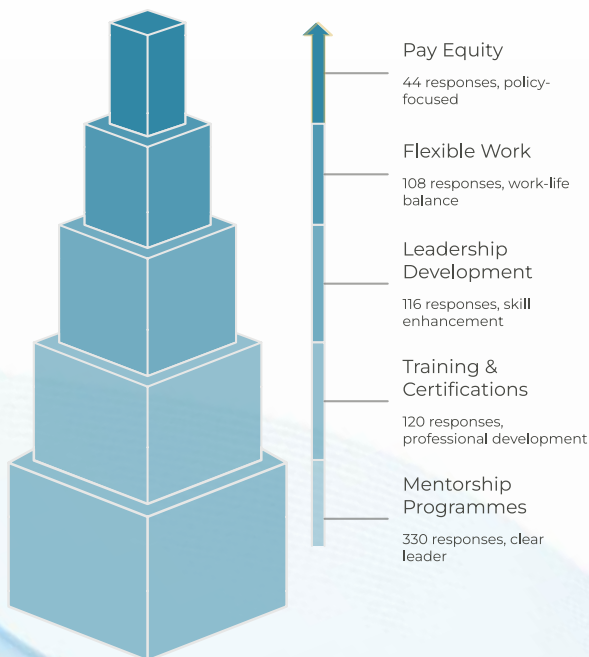 Pay Equity
44 responses, policy-
focused
Flexible Work
108 responses, work-life
balance
Leadership
Development
116 responses, skill
enhancement
Training &
Certifications
120 responses,
professional development
Mentorship
Programmes
330 responses, clear
leader